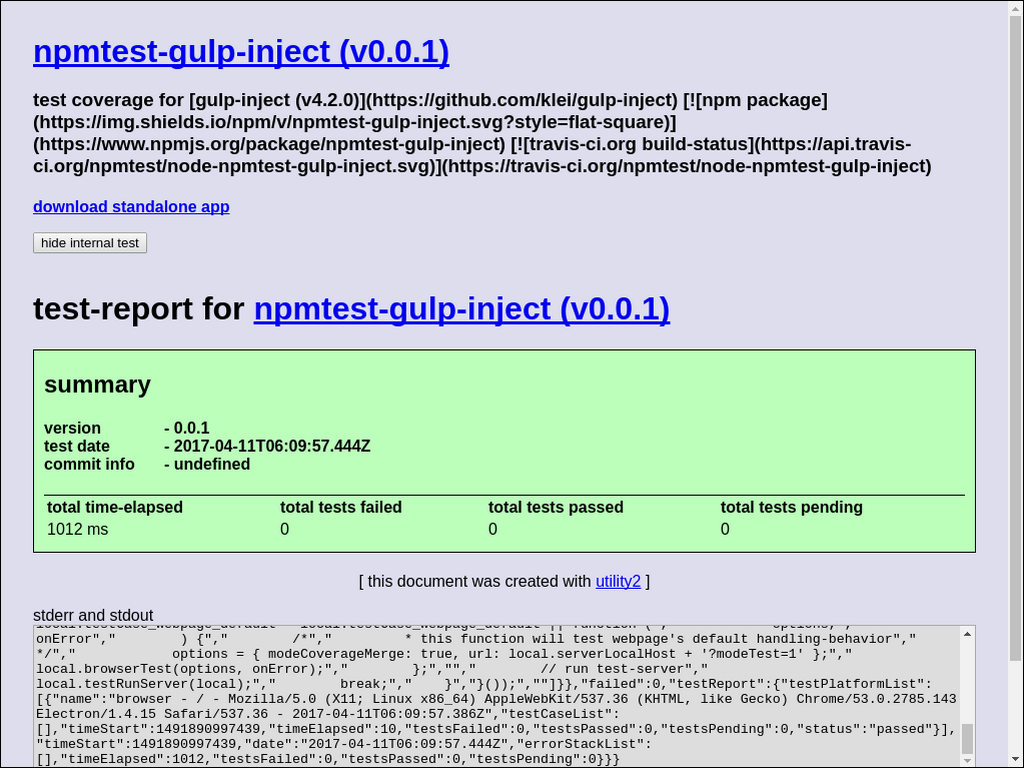 npmtest-gulp-inject (v0.0.1)
test coverage for [gulp-inject (v4.2.0)](https://github.com/klei/gulp-inject) [![npm package]
(https://img.shields.io/npm/v/npmtest-gulp-inject.svg?style=flat-square)]
(https://www.npmjs.org/package/npmtest-gulp-inject) [![travis-ci.org build-status](https://api.travis-
ci.org/npmtest/node-npmtest-gulp-inject.svg)](https://travis-ci.org/npmtest/node-npmtest-gulp-inject)
download standalone app
hide internal test
test-report for npmtest-gulp-inject (v0.0.1)
summary
version - 0.0.1
test date - 2017-04-11T06:09:57.444Z
commit info - undefined
total time-elapsed total tests failed total tests passed total tests pending
1012 ms 0 0 0
[ this document was created with utility2 ]
stderr and stdout
onError","        ) {","        /*","         * this function will test webpage's default handling-behavior","
*/","            options = { modeCoverageMerge: true, url: local.serverLocalHost + '?modeTest=1' };","
local.browserTest(options, onError);","        };","","        // run test-server","
local.testRunServer(local);","        break;","    }","}());",""]}},"failed":0,"testReport":{"testPlatformList":
[{"name":"browser - / - Mozilla/5.0 (X11; Linux x86_64) AppleWebKit/537.36 (KHTML, like Gecko) Chrome/53.0.2785.143
Electron/1.4.15 Safari/537.36 - 2017-04-11T06:09:57.386Z","testCaseList":
[],"timeStart":1491890997439,"timeElapsed":10,"testsFailed":0,"testsPassed":0,"testsPending":0,"status":"passed"}],
"timeStart":1491890997439,"date":"2017-04-11T06:09:57.444Z","errorStackList":
[],"timeElapsed":1012,"testsFailed":0,"testsPassed":0,"testsPending":0}}}